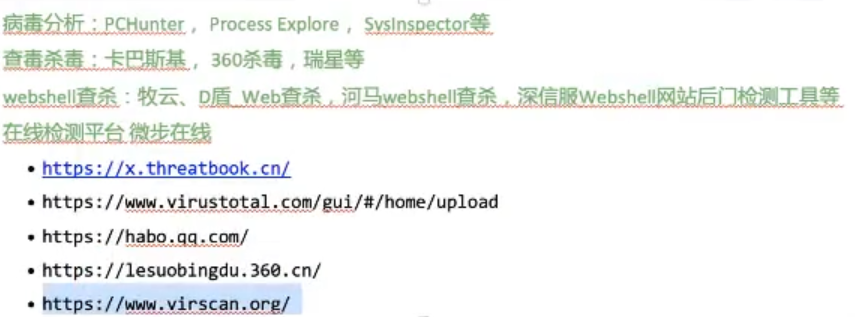 病毒分析：PCHunter，Process Explore，SysInspector等
查毒杀毒：卡巴斯基，360杀毒，瑞星等
webshell查杀：牧云、D盾_Web查杀，河马webshell查杀，深信服Webshell网站后门检测工具等
在线检测平台 微步在线
• https://x.threatbook.cn/
• https://www.virustotal.com/gui/#/home/upload
• https://habo.qq.com/
• https://lesuobingdu.360.cn/
• https://www.virscan.org/